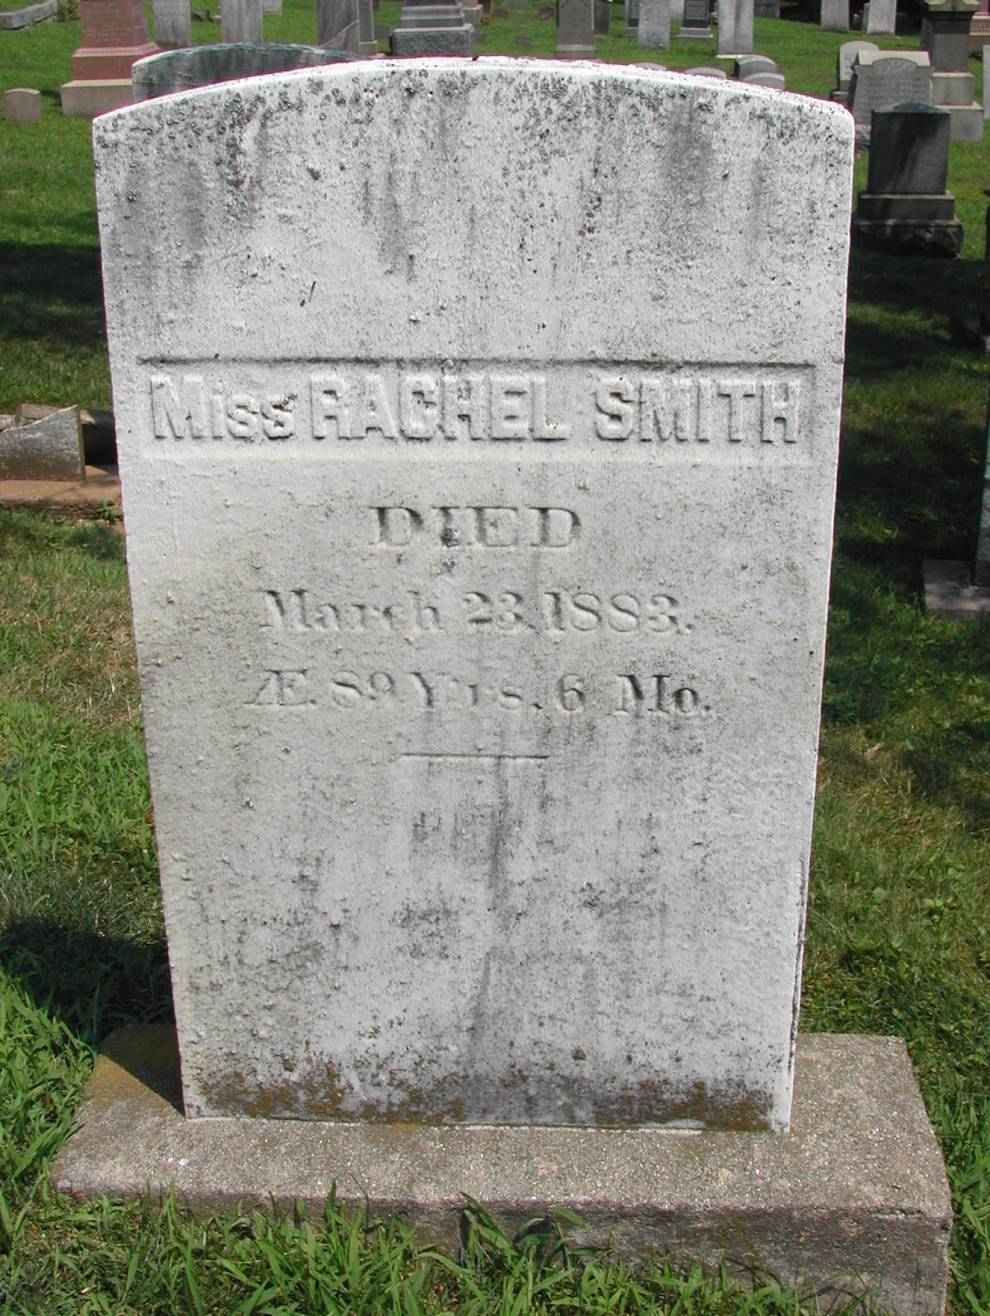 Miss RACHEL SMITH
DIED
March 23, 1883.
Æ. 89 Yrs. 6 Mo.